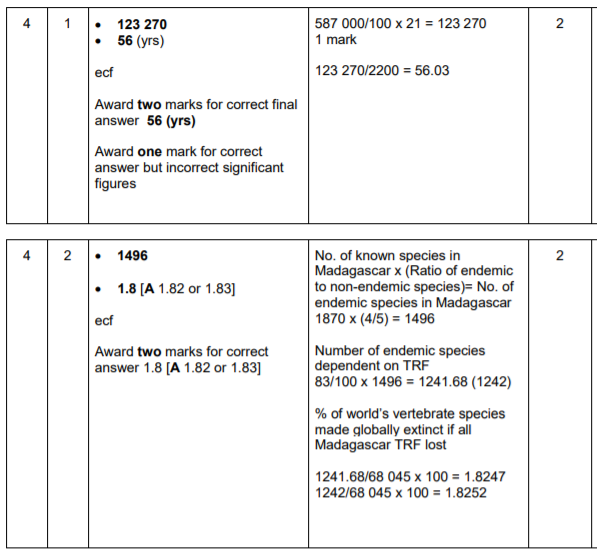 4
1
• 123 270
• 56 (yrs)
ecf
Award two marks for correct final
answer 56 (yrs)
Award one mark for correct
answer but incorrect significant
figures
587 000/100 x 21 = 123 270
1 mark
123 270/2200 = 56.03
2
4
2
• 1496
• 1.8 [A 1.82 or 1.83]
ecf
Award two marks for correct
answer 1.8 [A 1.82 or 1.83]
No. of known species in
Madagascar x (Ratio of endemic
to non-endemic species)= No. of
endemic species in Madagascar
1870 x (4/5) = 1496
Number of endemic species
dependent on TRF
83/100 x 1496 = 1241.68 (1242)
% of world's vertebrate species
made globally extinct if all
Madagascar TRF lost
1241.68/68 045 x 100 = 1.8247
1242/68 045 x 100 = 1.8252
2